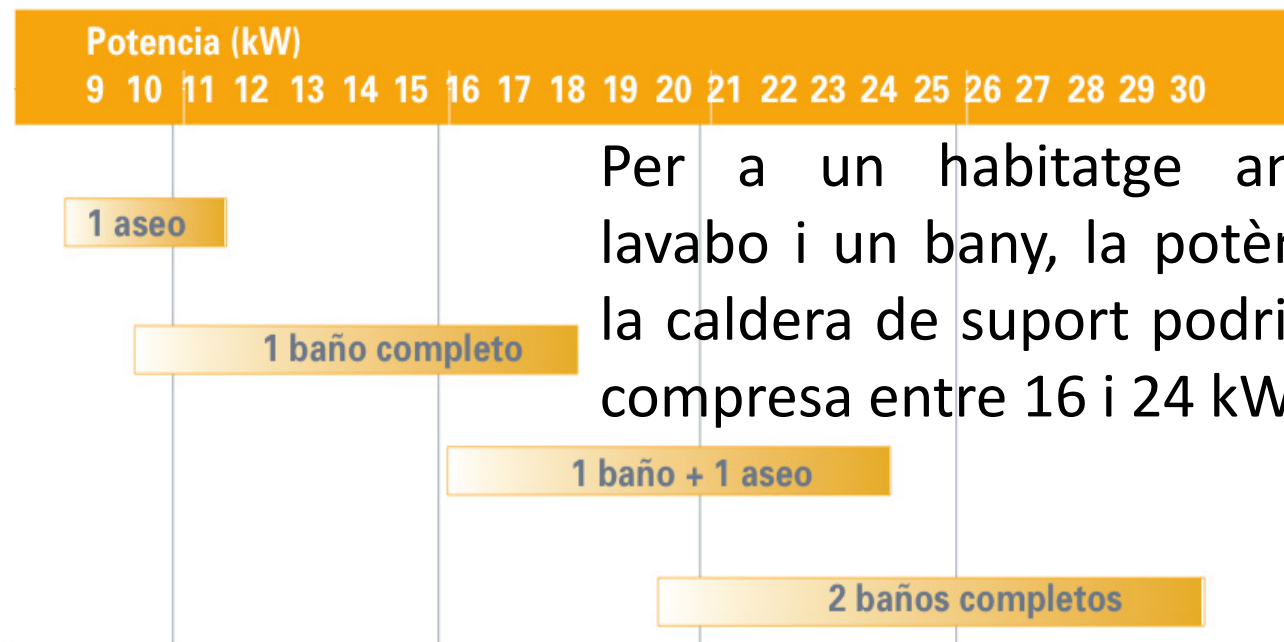 Potencia (kW)
9 10 11 12 13 14 15 16 17 18 19 20 21 22 23 24 25 26 27 28 29 30
Per a un habitatge
lavabo i un bany, la
la caldera de suport
compresa entre 16 i 24 kW
1 aseo
1 baño completo
1 baño + 1 aseo
2 baños completos